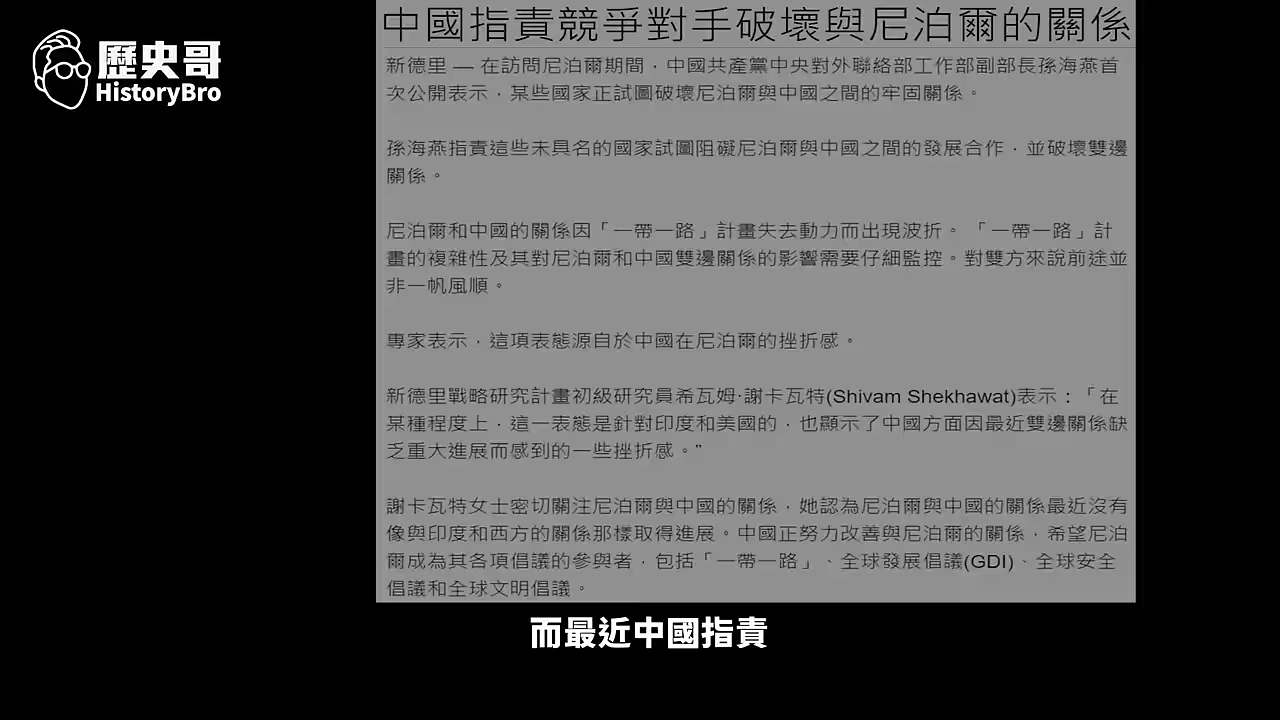 中國指責競爭對手破壞與尼泊爾的關係
歷史哥
HistoryBro
新德里 — 在訪問尼泊爾期間，中國共產黨中央對外聯絡部工作部副部長孫海燕首
次公開表示，某些國家正試圖破壞尼泊爾與中國之間的牢固關係。
孫海燕指責這些未具名的國家試圖阻礙尼泊爾與中國之間的發展合作，並破壞雙邊
關係。
尼泊爾和中國的關係因「一帶一路」計畫失去動力而出現波折。「一帶一路」計
畫的複雜性及其對尼泊爾和中國雙邊關係的影響需要仔細監控。對雙方來說前途並
非一帆風順。
專家表示，這項表態源自於中國在尼泊爾的挫折感。
新德里戰略研究計畫初級研究員希瓦姆·謝卡瓦特(Shivam Shekhawat)表示：「在
某種程度上，這一表態是針對印度和美國的，也顯示了中國方面因最近雙邊關係缺
乏重大進展而感到的一些挫折感。”
謝卡瓦特女士密切關注尼泊爾與中國的關係，她認為尼泊爾與中國的關係最近沒有
像與印度和西方的關係那樣取得進展。中國正努力改善與尼泊爾的關係，希望尼泊
爾成為其各項倡議的參與者，包括「一帶一路」、全球發展倡議(GDI)、全球安全
倡議和全球文明倡議。
而最近中國指責